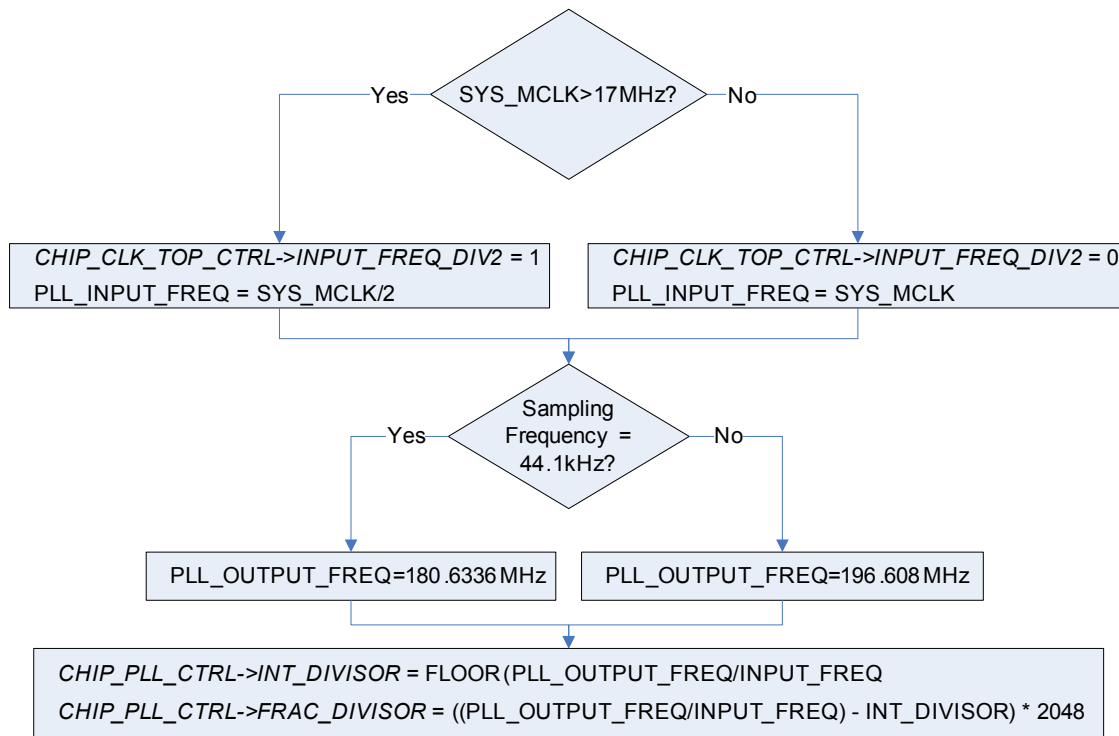 SYS_MCLK>17MHz?
Yes
No
CHIP_CLK_TOP_CTRL->INPUT_FREQ_DIV2 = 1
PLL_INPUT_FREQ = SYS_MCLK/2
CHIP_CLK_TOP_CTRL->INPUT_FREQ_DIV2 = 0
PLL_INPUT_FREQ = SYS_MCLK
Sampling
Frequency =
44.1kHz?
Yes
No
PLL_OUTPUT_FREQ=180.6336MHz
PLL_OUTPUT_FREQ=196.608MHz
CHIP_PLL_CTRL->INT_DIVISOR = FLOOR(PLL_OUTPUT_FREQ/INPUT_FREQ
CHIP_PLL_CTRL->FRAC_DIVISOR = ((PLL_OUTPUT_FREQ/INPUT_FREQ) - INT_DIVISOR) * 2048